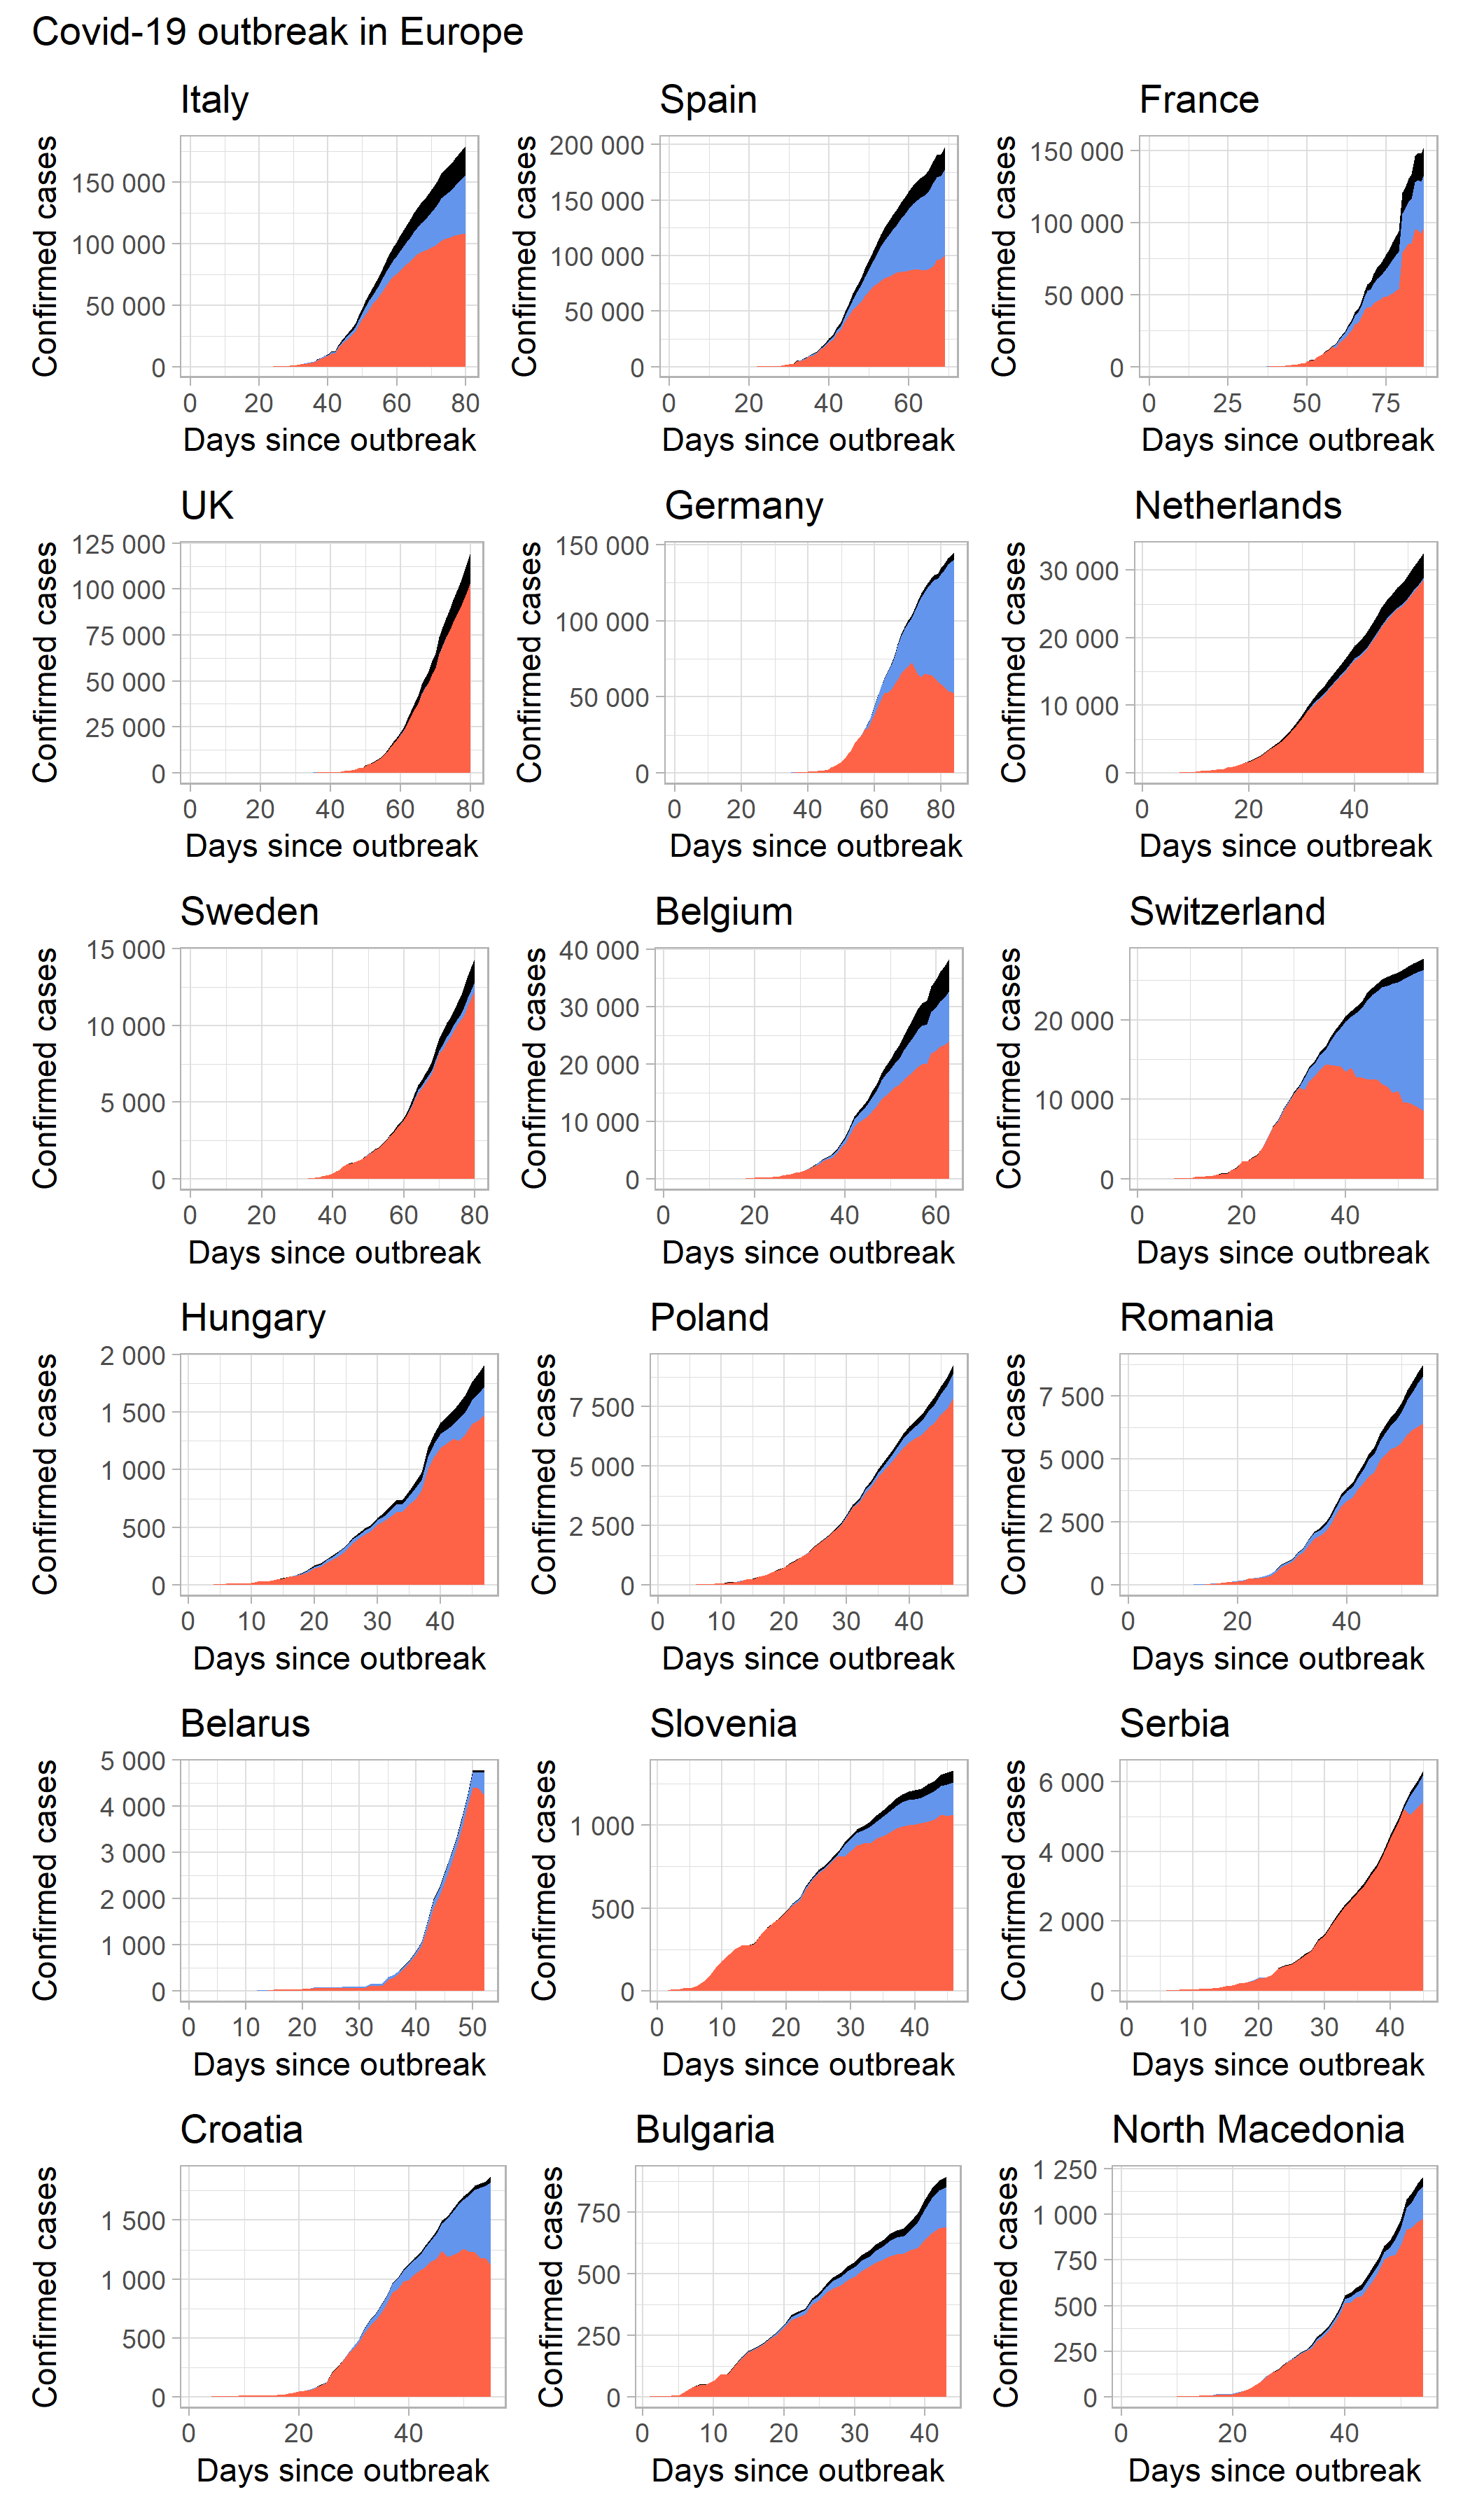 Covid-19 outbreak in Europe
Italy
Confirmed cases
150 000
100 000
50 000
0
0 20 40 60 80
Days since outbreak
Spain
Confirmed cases
200 000
150 000
100 000
50 000
0
0 20 40 60
Days since outbreak
France
Confirmed cases
150 000
100 000
50 000
0
0 25 50 75
Days since outbreak
UK
Confirmed cases
125 000
100 000
75 000
50 000
25 000
0
0 20 40 60 80
Days since outbreak
Germany
Confirmed cases
150 000
100 000
50 000
0
0 20 40 60 80
Days since outbreak
Netherlands
Confirmed cases
30 000
20 000
10 000
0
0 20 40
Days since outbreak
Sweden
Confirmed cases
15 000
10 000
5 000
0
0 20 40 60 80
Days since outbreak
Belgium
Confirmed cases
40 000
30 000
20 000
10 000
0
0 20 40 60
Days since outbreak
Switzerland
Confirmed cases
20 000
10 000
0
0 20 40
Days since outbreak
Hungary
Confirmed cases
2 000
1 500
1 000
500
0
0 10 20 30 40
Days since outbreak
Poland
Confirmed cases
7 500
5 000
2 500
0
0 10 20 30 40
Days since outbreak
Romania
Confirmed cases
7 500
5 000
2 500
0
0 20 40
Days since outbreak
Belarus
Confirmed cases
5 000
4 000
3 000
2 000
1 000
0
0 10 20 30 40 50
Days since outbreak
Slovenia
Confirmed cases
1 000
500
0
0 10 20 30 40
Days since outbreak
Serbia
Confirmed cases
6 000
4 000
2 000
0
0 10 20 30 40
Days since outbreak
Croatia
Confirmed cases
1 500
1 000
500
0
0 20 40
Days since outbreak
Bulgaria
Confirmed cases
750
500
250
0
0 10 20 30 40
Days since outbreak
North Macedonia
Confirmed cases
1 250
1 000
750
500
250
0
0 20 40
Days since outbreak